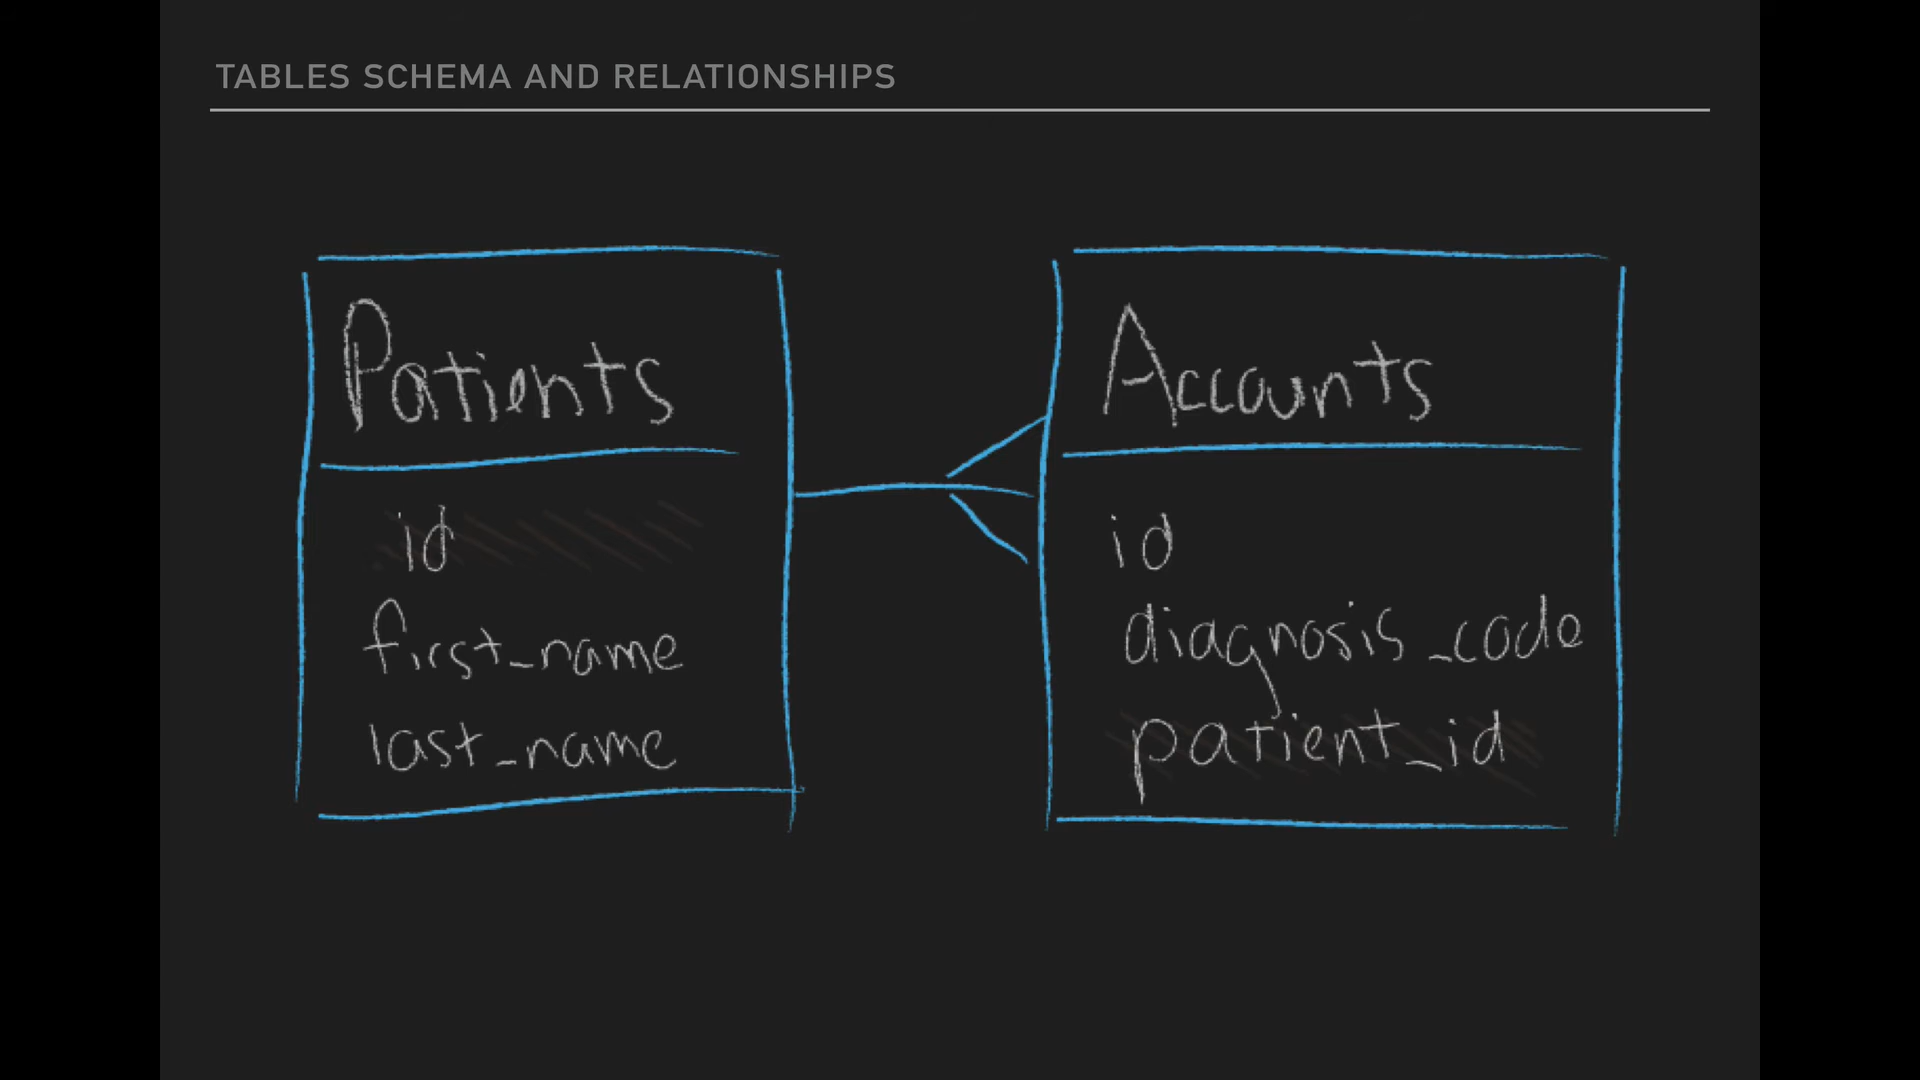 TABLES SCHEMA AND RELATIONSHIPS
Patients
id
first_name
last_name
Accounts
id
diagnosis_code
patient_id